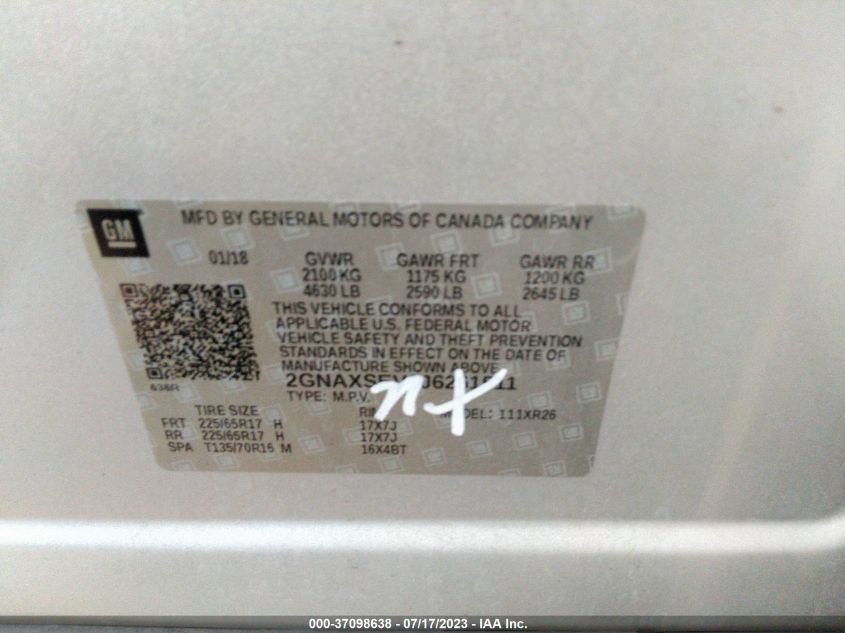 GM
MFD BY GENERAL MOTORS OF CANADA COMPANY
01/18 GVWR GAWR FRT GAWR RR
2100 KG 1175 KG 1200 KG
4630 LB 2590 LB 2645 LB
THIS VEHICLE CONFORMS TO ALL
APPLICABLE U.S. FEDERAL MOTOR
VEHICLE SAFETY AND THEFT PREVENTION
STANDARDS IN EFFECT ON THE DATE OF
MANUFACTURE SHOWN ABOVE
TYPE: M.P.V. MODEL: 111XR26
TIRE SIZE
FRT 225/65R17 H 17X7J
RR 225/65R17 H 17X7J
SPA T135/70R16 M 16X4BT
000-37098638 - 07/17/2023 - IAA Inc.